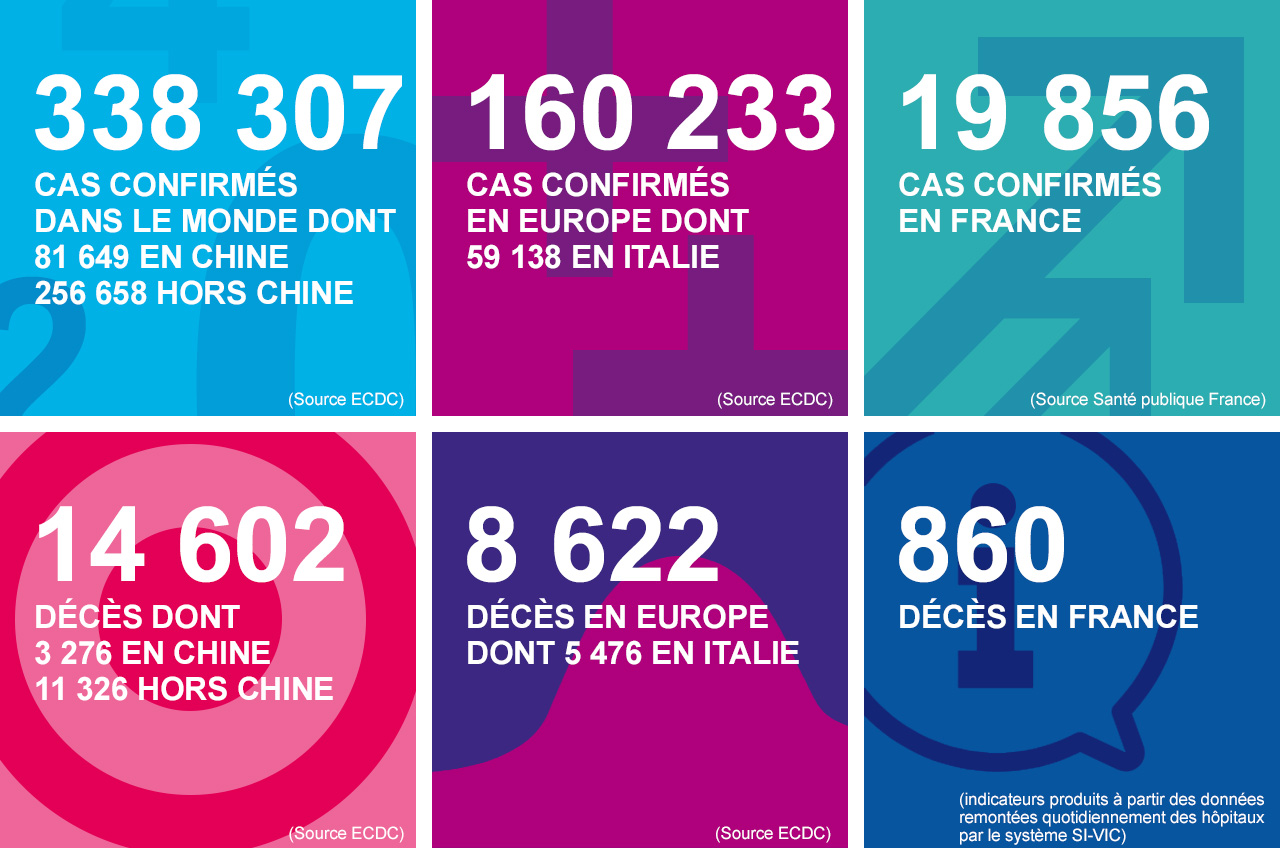 338 307
CAS CONFIRMÉS
DANS LE MONDE DONT
81 649 EN CHINE
256 658 HORS CHINE
(Source ECDC)
160 233
CAS CONFIRMÉS
EN EUROPE DONT
59 138 EN ITALIE
(Source ECDC)
19 856
CAS CONFIRMÉS
EN FRANCE
(Source Santé publique France)
14 602
DÉCÈS DONT
3 276 EN CHINE
11 326 HORS CHINE
(Source ECDC)
8 622
DÉCÈS EN EUROPE
DONT 5 476 EN ITALIE
(Source ECDC)
860
DÉCÈS EN FRANCE
(indicateurs produits à partir des données
remontées quotidiennement des hôpitaux
par le système SI-VIC)